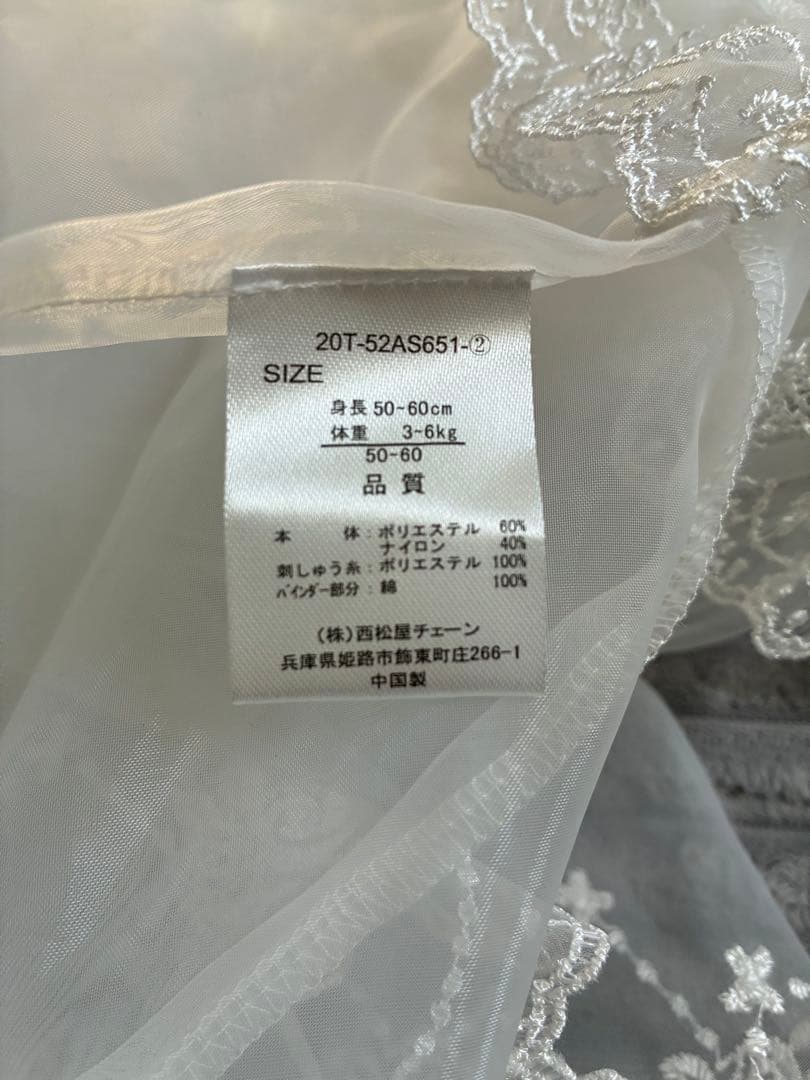 20T-52AS651-②
SIZE
身長 50~60cm
体重 3~6kg
50-60
品質
本体:ポリエステル 60%
ナイロン 40%
刺しゅう糸:ポリエステル 100%
バインダー部分:綿 100%
(株)西松屋チェーン
兵庫県姫路市飾東町庄266-1
中国製